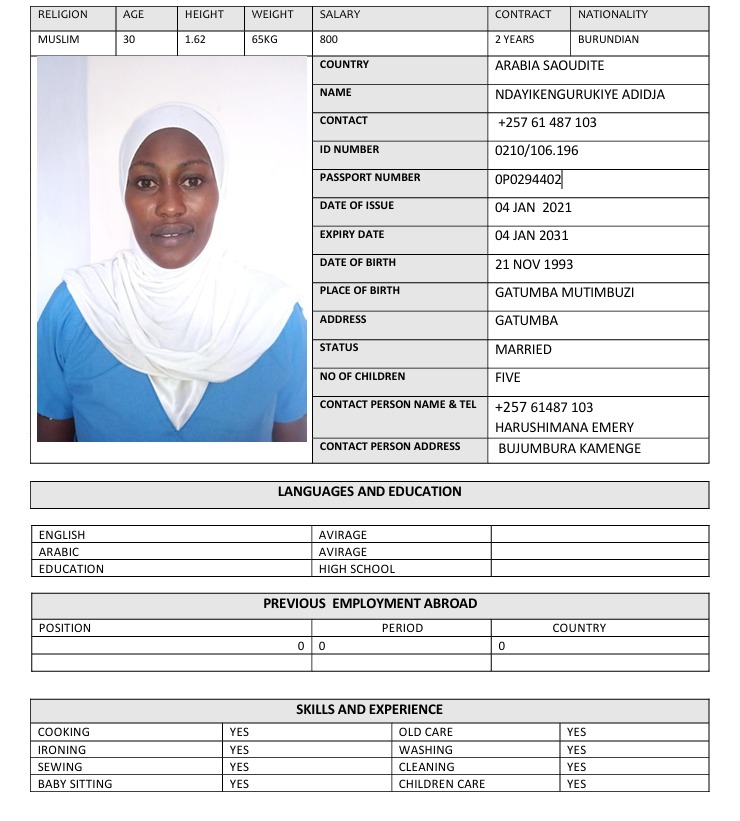 RELIGION AGE HEIGHT WEIGHT SALARY CONTRACT NATIONALITY
MUSLIM 30 1.62 65KG 800 2 YEARS BURUNDIAN
COUNTRY ARABIA SAOUDITE
NAME NDAYIKENGURUKIYE ADIDJA
CONTACT +257 61 487 103
ID NUMBER 0210/106.196
PASSPORT NUMBER 0P0294402
DATE OF ISSUE 04 JAN 2021
EXPIRY DATE 04 JAN 2031
DATE OF BIRTH 21 NOV 1993
PLACE OF BIRTH GATUMBA MUTIMBUZI
ADDRESS GATUMBA
STATUS MARRIED
NO OF CHILDREN FIVE
CONTACT PERSON NAME & TEL +257 61487 103
HARUSHIMANA EMERY
CONTACT PERSON ADDRESS BUJUMBURA KAMENGE
LANGUAGES AND EDUCATION
ENGLISH AVIRAGE
ARABIC AVIRAGE
EDUCATION HIGH SCHOOL
PREVIOUS EMPLOYMENT ABROAD
POSITION PERIOD COUNTRY
0 0 0
SKILLS AND EXPERIENCE
COOKING YES OLD CARE YES
IRONING YES WASHING YES
SEWING YES CLEANING YES
BABY SITTING YES CHILDREN CARE YES